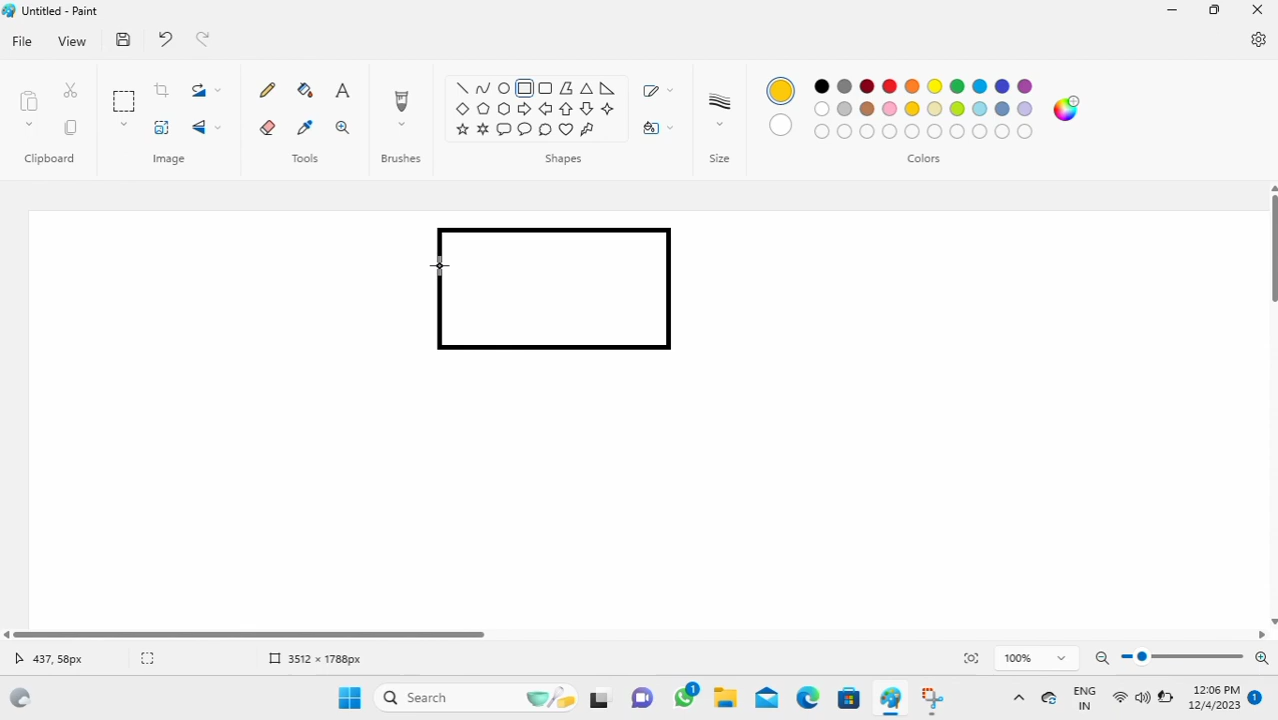 Untitled - Paint
File View
Clipboard
Image
Tools
Brushes
Shapes
Size
Colors
437, 58px
3512 × 1788px
100%
Search
1
ENG
IN
12:06 PM
12/4/2023
1